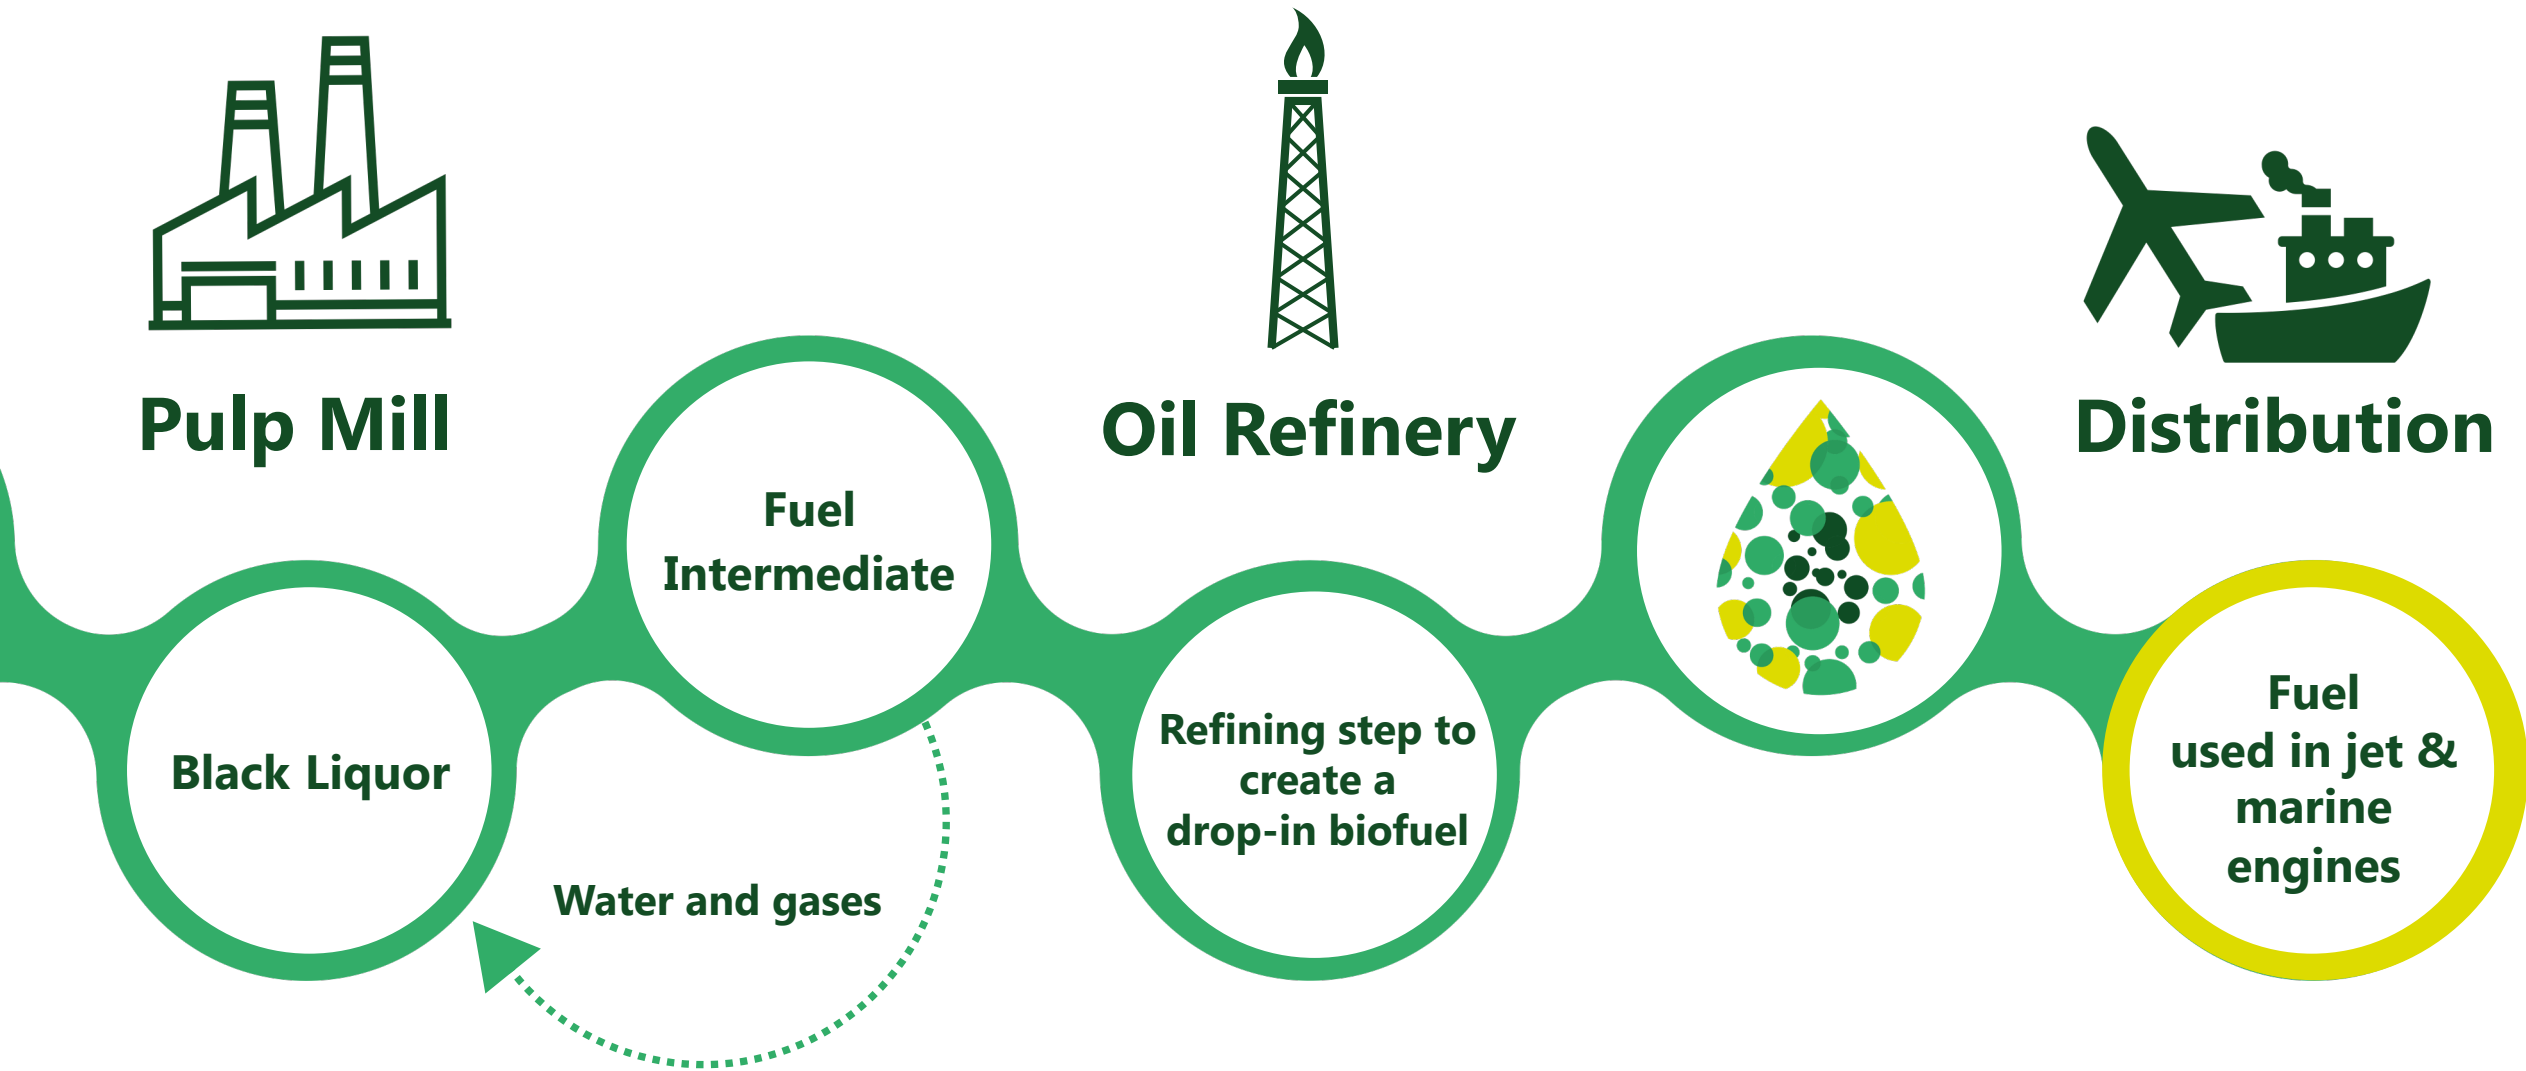 Pulp Mill
Oil Refinery
Distribution
Fuel
Intermediate
Black Liquor
Water and gases
Refining step to
create a
drop-in biofuel
Fuel
used in jet &
marine
engines